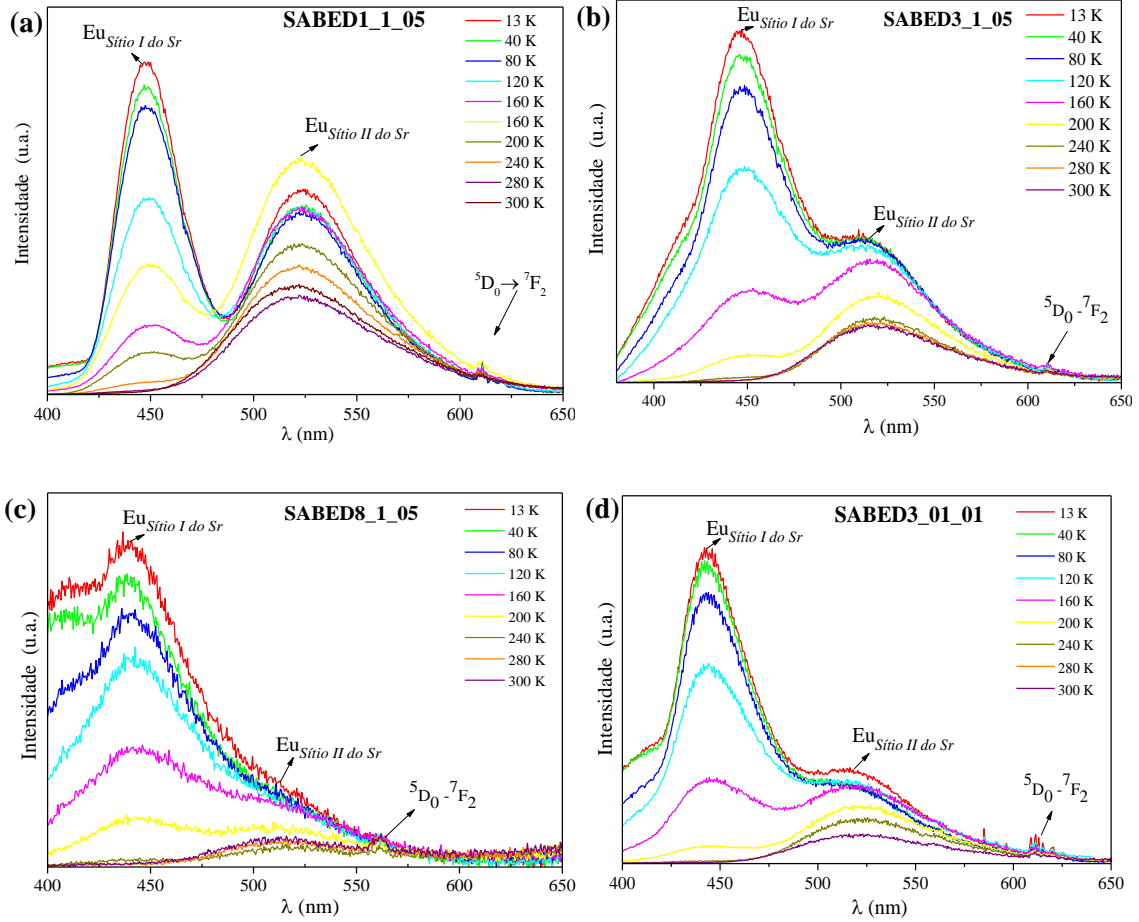 (a)
SABED1_1_05
Eu Sítio I do Sr
Eu Sítio II do Sr
⁵D₀→ ⁷F₂
13 K
40 K
80 K
120 K
160 K
160 K
200 K
240 K
280 K
300 K
Intensidade (u.a.)
400 450 500 550 600 650
λ (nm)
(b)
SABED3_1_05
Eu Sítio I do Sr
Eu Sítio II do Sr
⁵D₀ - ⁷F₂
13 K
40 K
80 K
120 K
160 K
200 K
240 K
280 K
300 K
Intensidade (u.a.)
400 450 500 550 600 650
λ (nm)
(c)
SABED8_1_05
Eu Sítio I do Sr
Eu Sítio II do Sr
⁵D₀ - ⁷F₂
13 K
40 K
80 K
120 K
160 K
200 K
240 K
280 K
300 K
Intensidade (u.a.)
400 450 500 550 600 650
λ (nm)
(d)
SABED3_01_01
Eu Sítio I do Sr
Eu Sítio II do Sr
⁵D₀ - ⁷F₂
13 K
40 K
80 K
120 K
160 K
200 K
240 K
280 K
300 K
Intensidade (u.a.)
400 450 500 550 600 650
λ (nm)